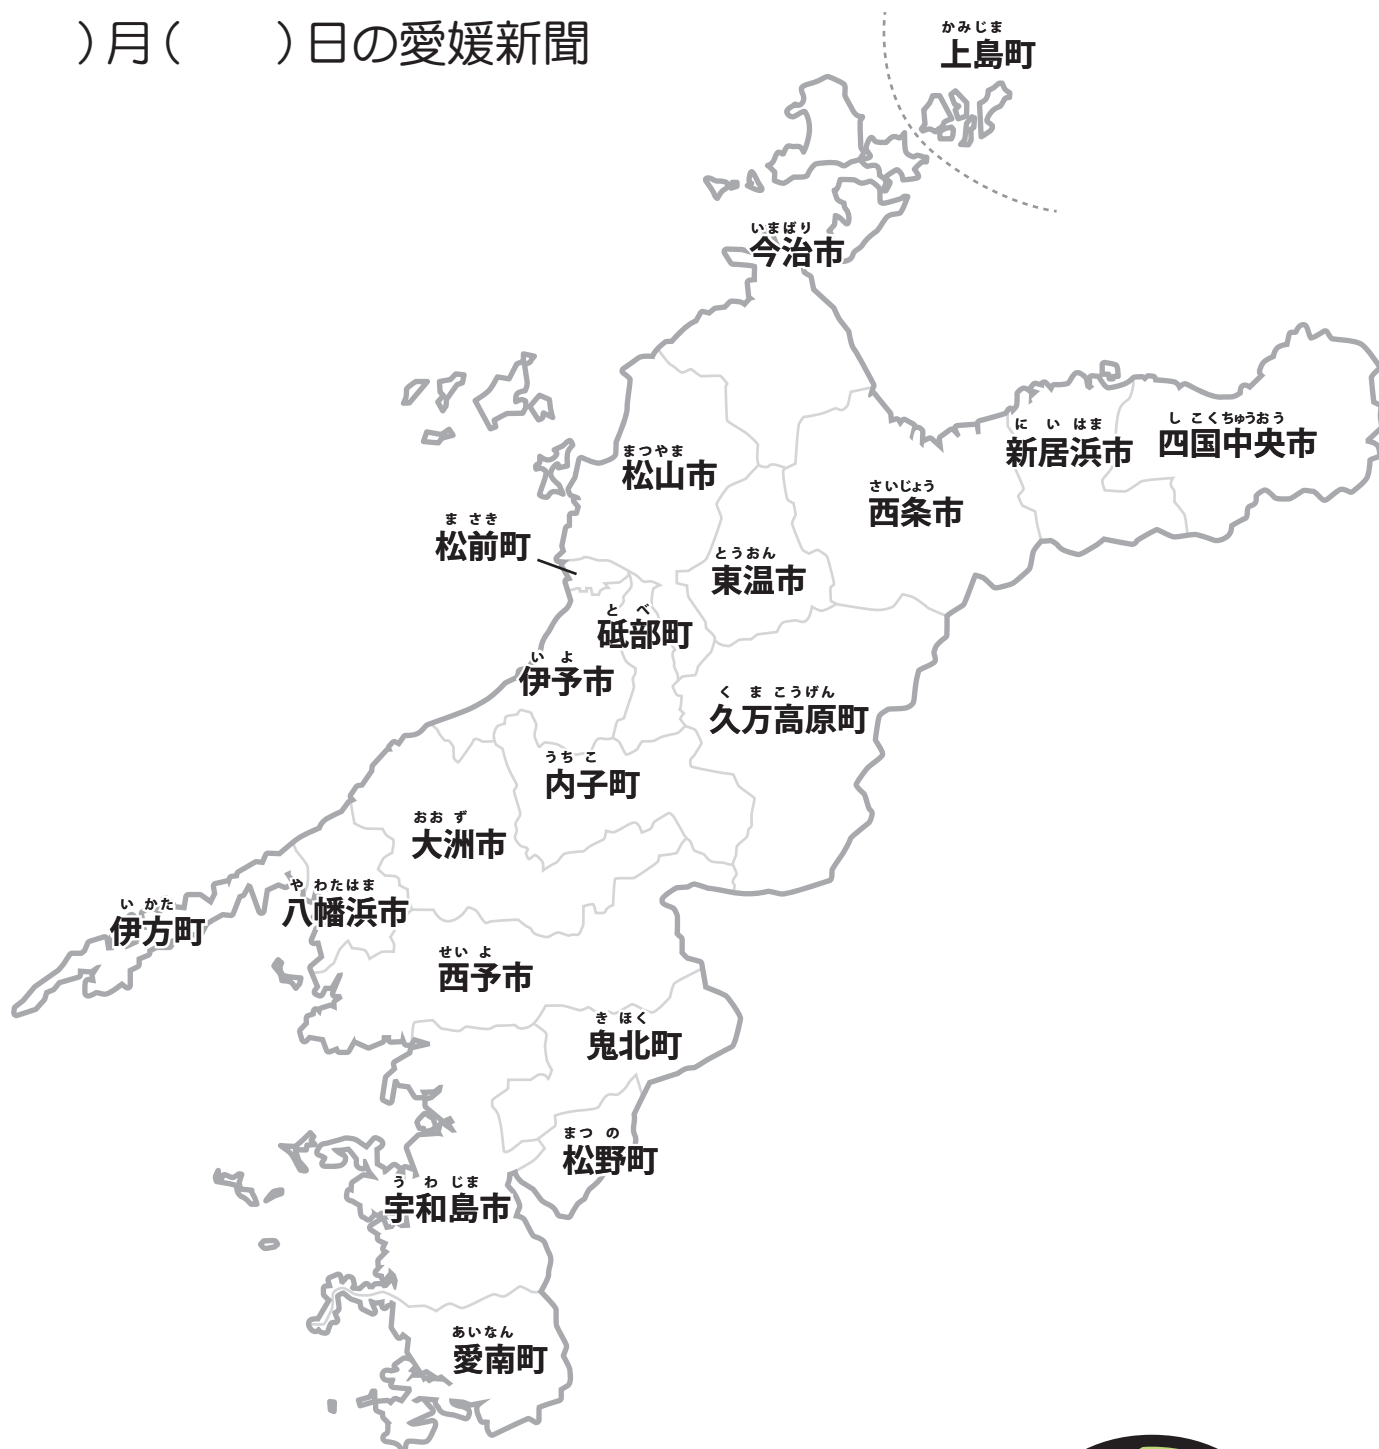 )月( )日の愛媛新聞
かみじま
上島町
いまばり
今治市
し こくちゅうおう
四国中央市
に い はま
新居浜市
まつやま
松山市
さいじょう
西条市
ま さき
松前町
とうおん
東温市
と べ
砥部町
い よ
伊予市
く ま こうげん
久万高原町
うち こ
内子町
おお ず
大洲市
や わたはま
八幡浜市
い かた
伊方町
せい よ
西予市
き ほく
鬼北町
まつ の
松野町
う わ じま
宇和島市
あいなん
愛南町